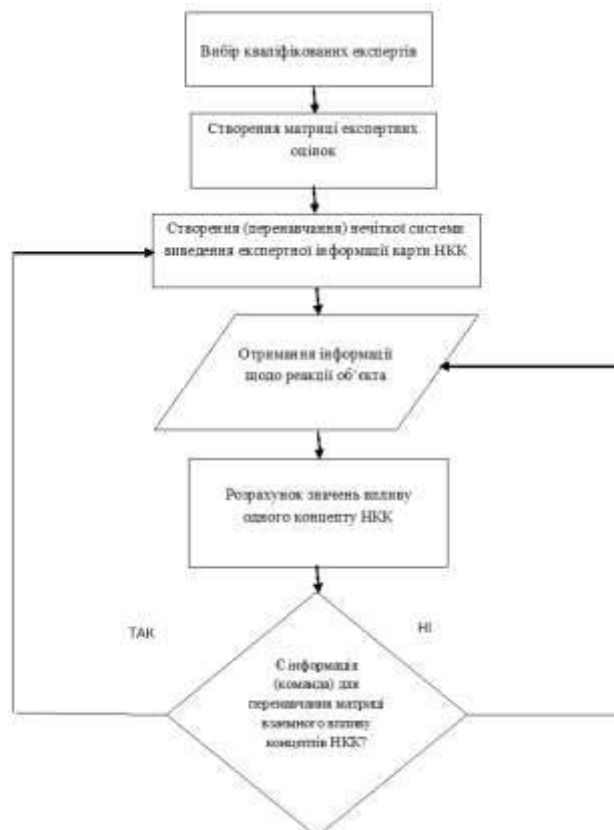 Вибір кваліфікованих експертів
Створення матриці експертних
оцінок
Створення (перенавчання) нечіткої системи
виведення експертної інформації карти НКК
Отримання інформації
щодо реакції об’єкта
Розрахунок значень впливу
одного концепту НКК
ТАК
НІ
Є інформація
(команда) для
перенавчання матриці
взаємного впливу
концептів НКК?